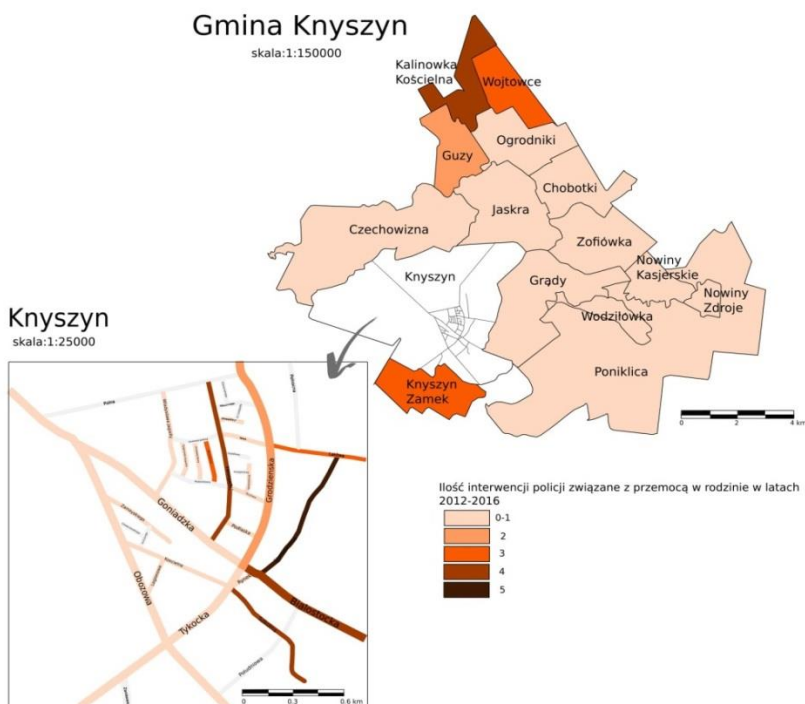 Gmina Knyszyn
skala:1:150000
Kalinowka
Kościelna
Wojtowce
Ogrodniki
Guzy
Chobotki
Jaskra
Czechowizna
Zofiówka
Nowiny
Kasjerskie
Knyszyn
Grądy
Nowiny
Zdroje
Wodziłówka
Poniklica
Knyszyn
Zamek
0 2 4 km
Knyszyn
skala:1:25000
Polna
Grodzieńska
Goniadzka
Obozowa
Tykocka
Białostocka
Południowa
0 0.3 0.6 km
Ilość interwencji policji związane z przemocą w rodzinie w latach
2012-2016
0-1
2
3
4
5